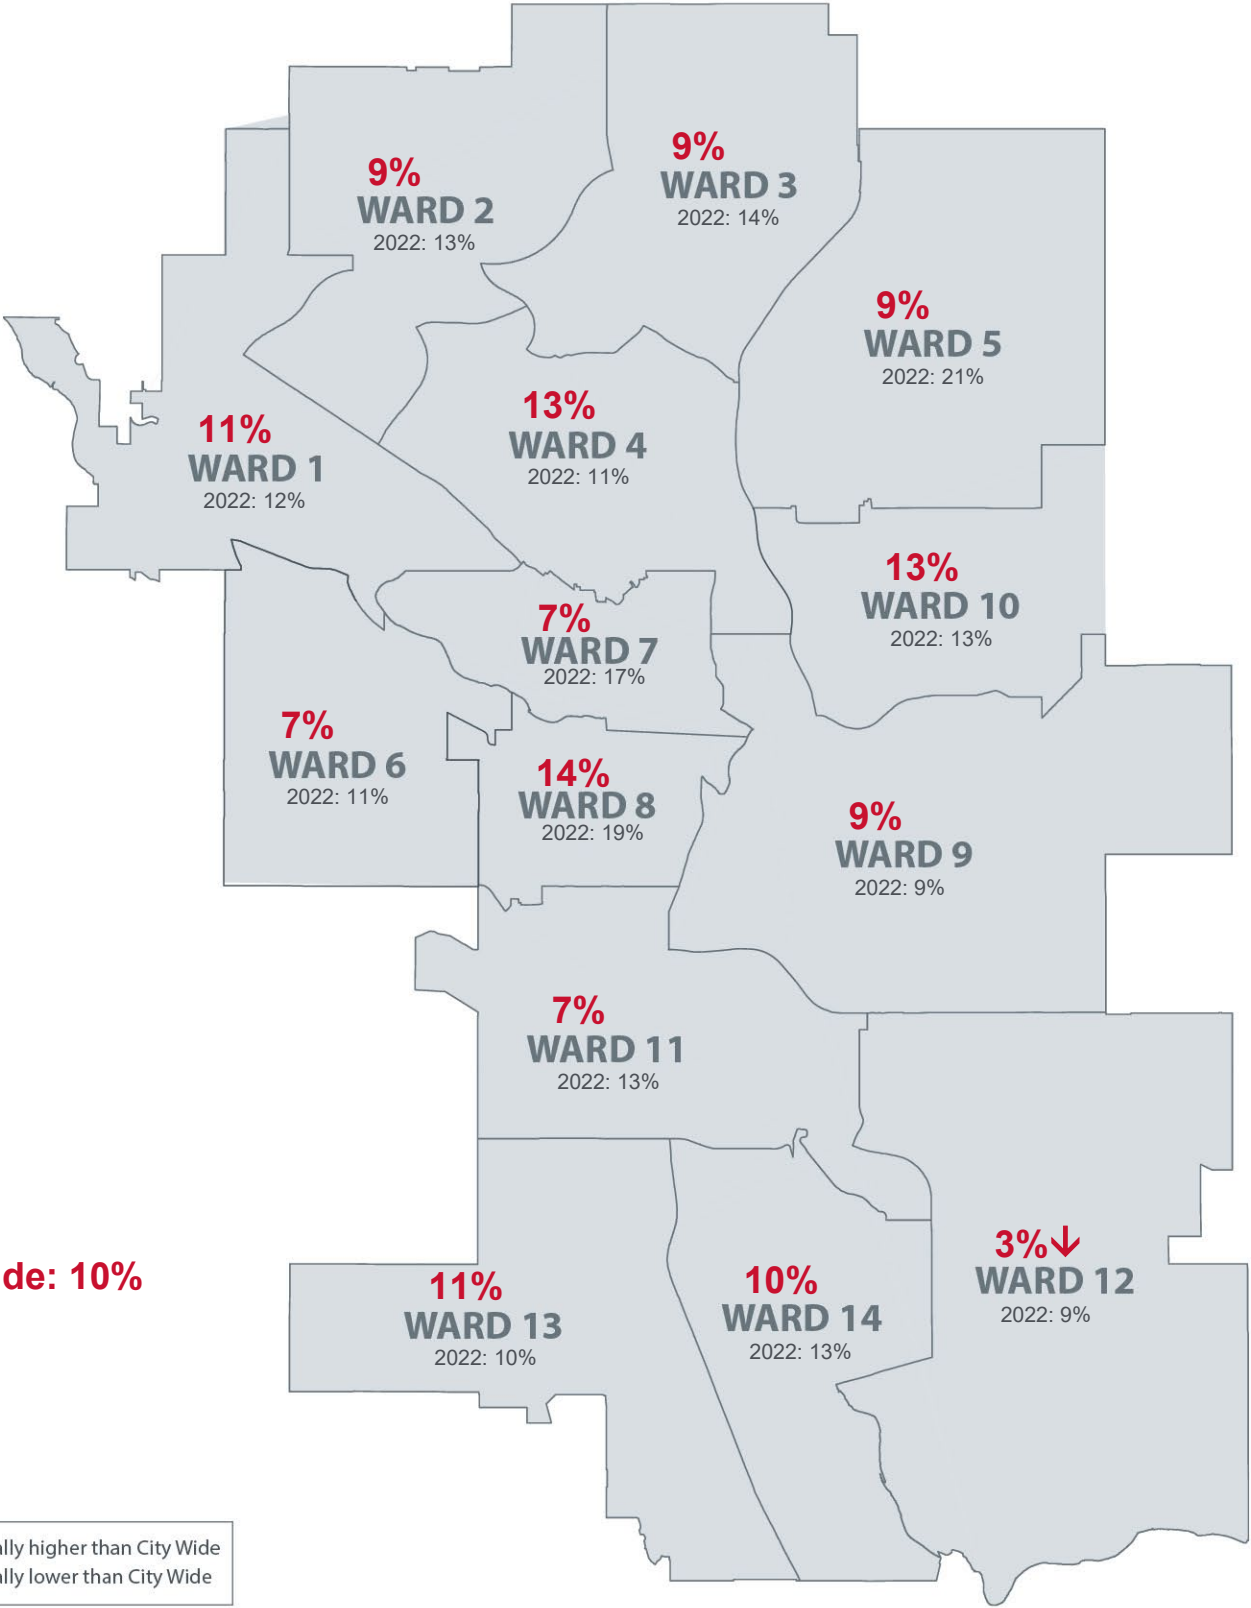 9%
WARD 3
2022: 14%
9%
WARD 2
2022: 13%
9%
WARD 5
2022: 21%
13%
WARD 4
2022: 11%
11%
WARD 1
2022: 12%
13%
WARD 10
2022: 13%
7%
WARD 7
2022: 17%
7%
WARD 6
2022: 11%
14%
WARD 8
2022: 19%
9%
WARD 9
2022: 9%
7%
WARD 11
2022: 13%
3%↓
WARD 12
2022: 9%
de: 10%
11%
WARD 13
2022: 10%
10%
WARD 14
2022: 13%
ally higher than City Wide
ally lower than City Wide